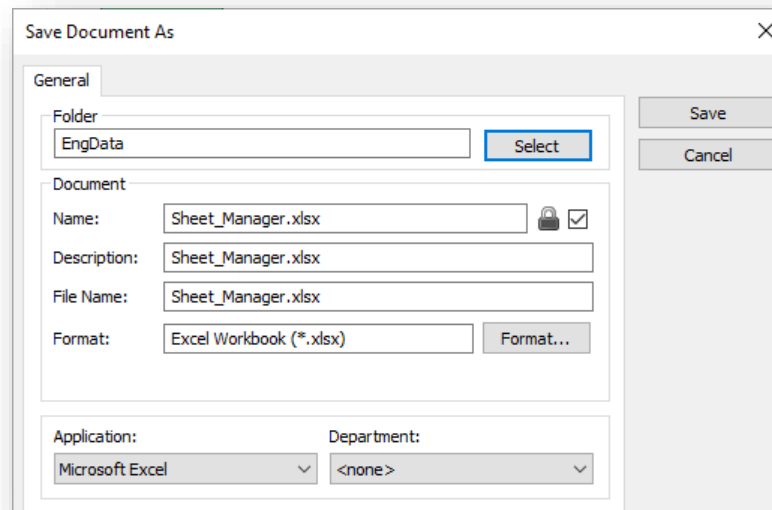 Save Document As
General
Folder
EngData
Select
Save
Cancel
Document
Name: Sheet_Manager.xlsx
Description: Sheet_Manager.xlsx
File Name: Sheet_Manager.xlsx
Format: Excel Workbook (*.xlsx) Format...
Application: Department:
Microsoft Excel <none>